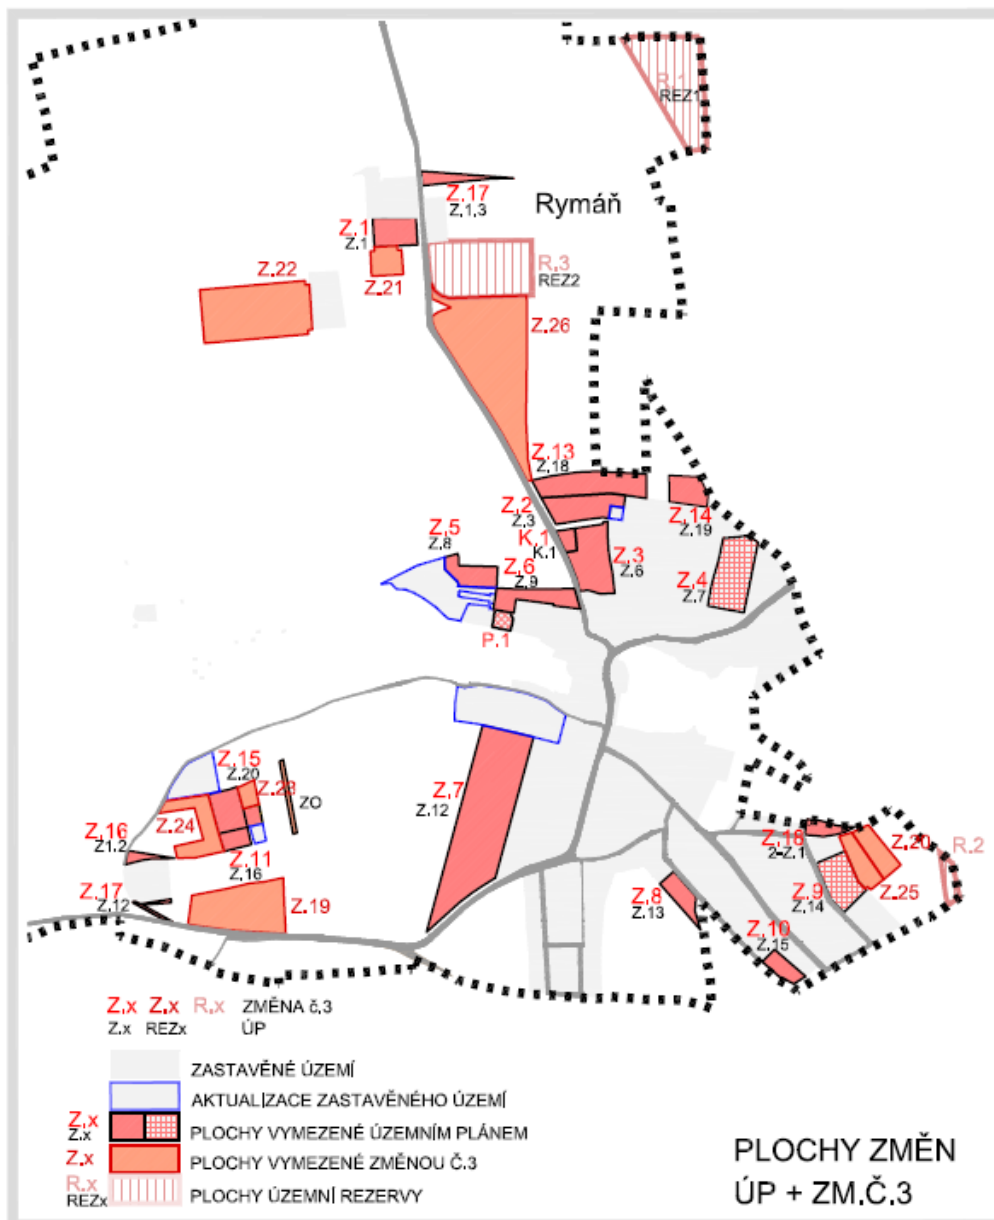 R.1
REZ1
Z.17
Z.1.3
Rymáň
Z.1
Z.1
R.3
REZ2
Z.22
Z.21
Z.26
Z.13
Z.18
Z.2
Z.3
Z.14
Z.19
K.1
K.1
Z.5
Z.8
Z.3
Z.6
Z.6
Z.9
Z.4
Z.7
P.1
Z.15
Z.20
Z.23
ZO
Z.7
Z.12
Z.24
Z.16
Z1.2
Z.11
Z.16
Z.18
2-Z.1
Z.20
R.2
Z.17
Z.12
Z.19
Z.8
Z.13
Z.9
Z.14
Z.25
Z.10
Z.15
Z.x Z.x R.x ZMĚNA č.3
Z.x REZx ÚP
ZASTAVĚNÉ ÚZEMÍ
AKTUALIZACE ZASTAVĚNÉHO ÚZEMÍ
Z.x
Z.x
PLOCHY VYMEZENÉ ÚZEMNÍM PLÁNEM
Z.x PLOCHY VYMEZENÉ ZMĚNOU Č.3
R.x
REZx PLOCHY ÚZEMNÍ REZERVY
PLOCHY ZMĚN
ÚP + ZM.Č.3